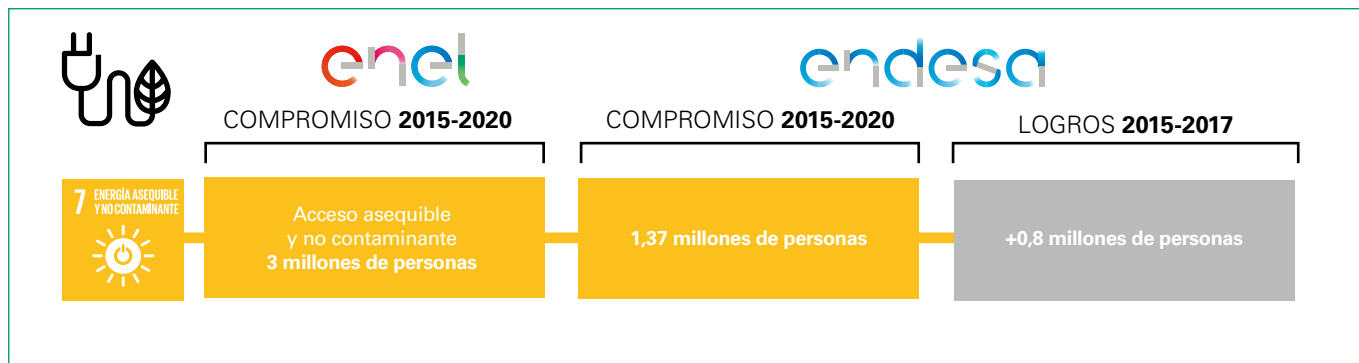 enel
endesa
COMPROMISO 2015-2020
COMPROMISO 2015-2020
LOGROS 2015-2017
7 ENERGÍA ASEQUIBLE
Y NO CONTAMINANTE
Acceso asequible
y no contaminante
3 millones de personas
1,37 millones de personas
+0,8 millones de personas